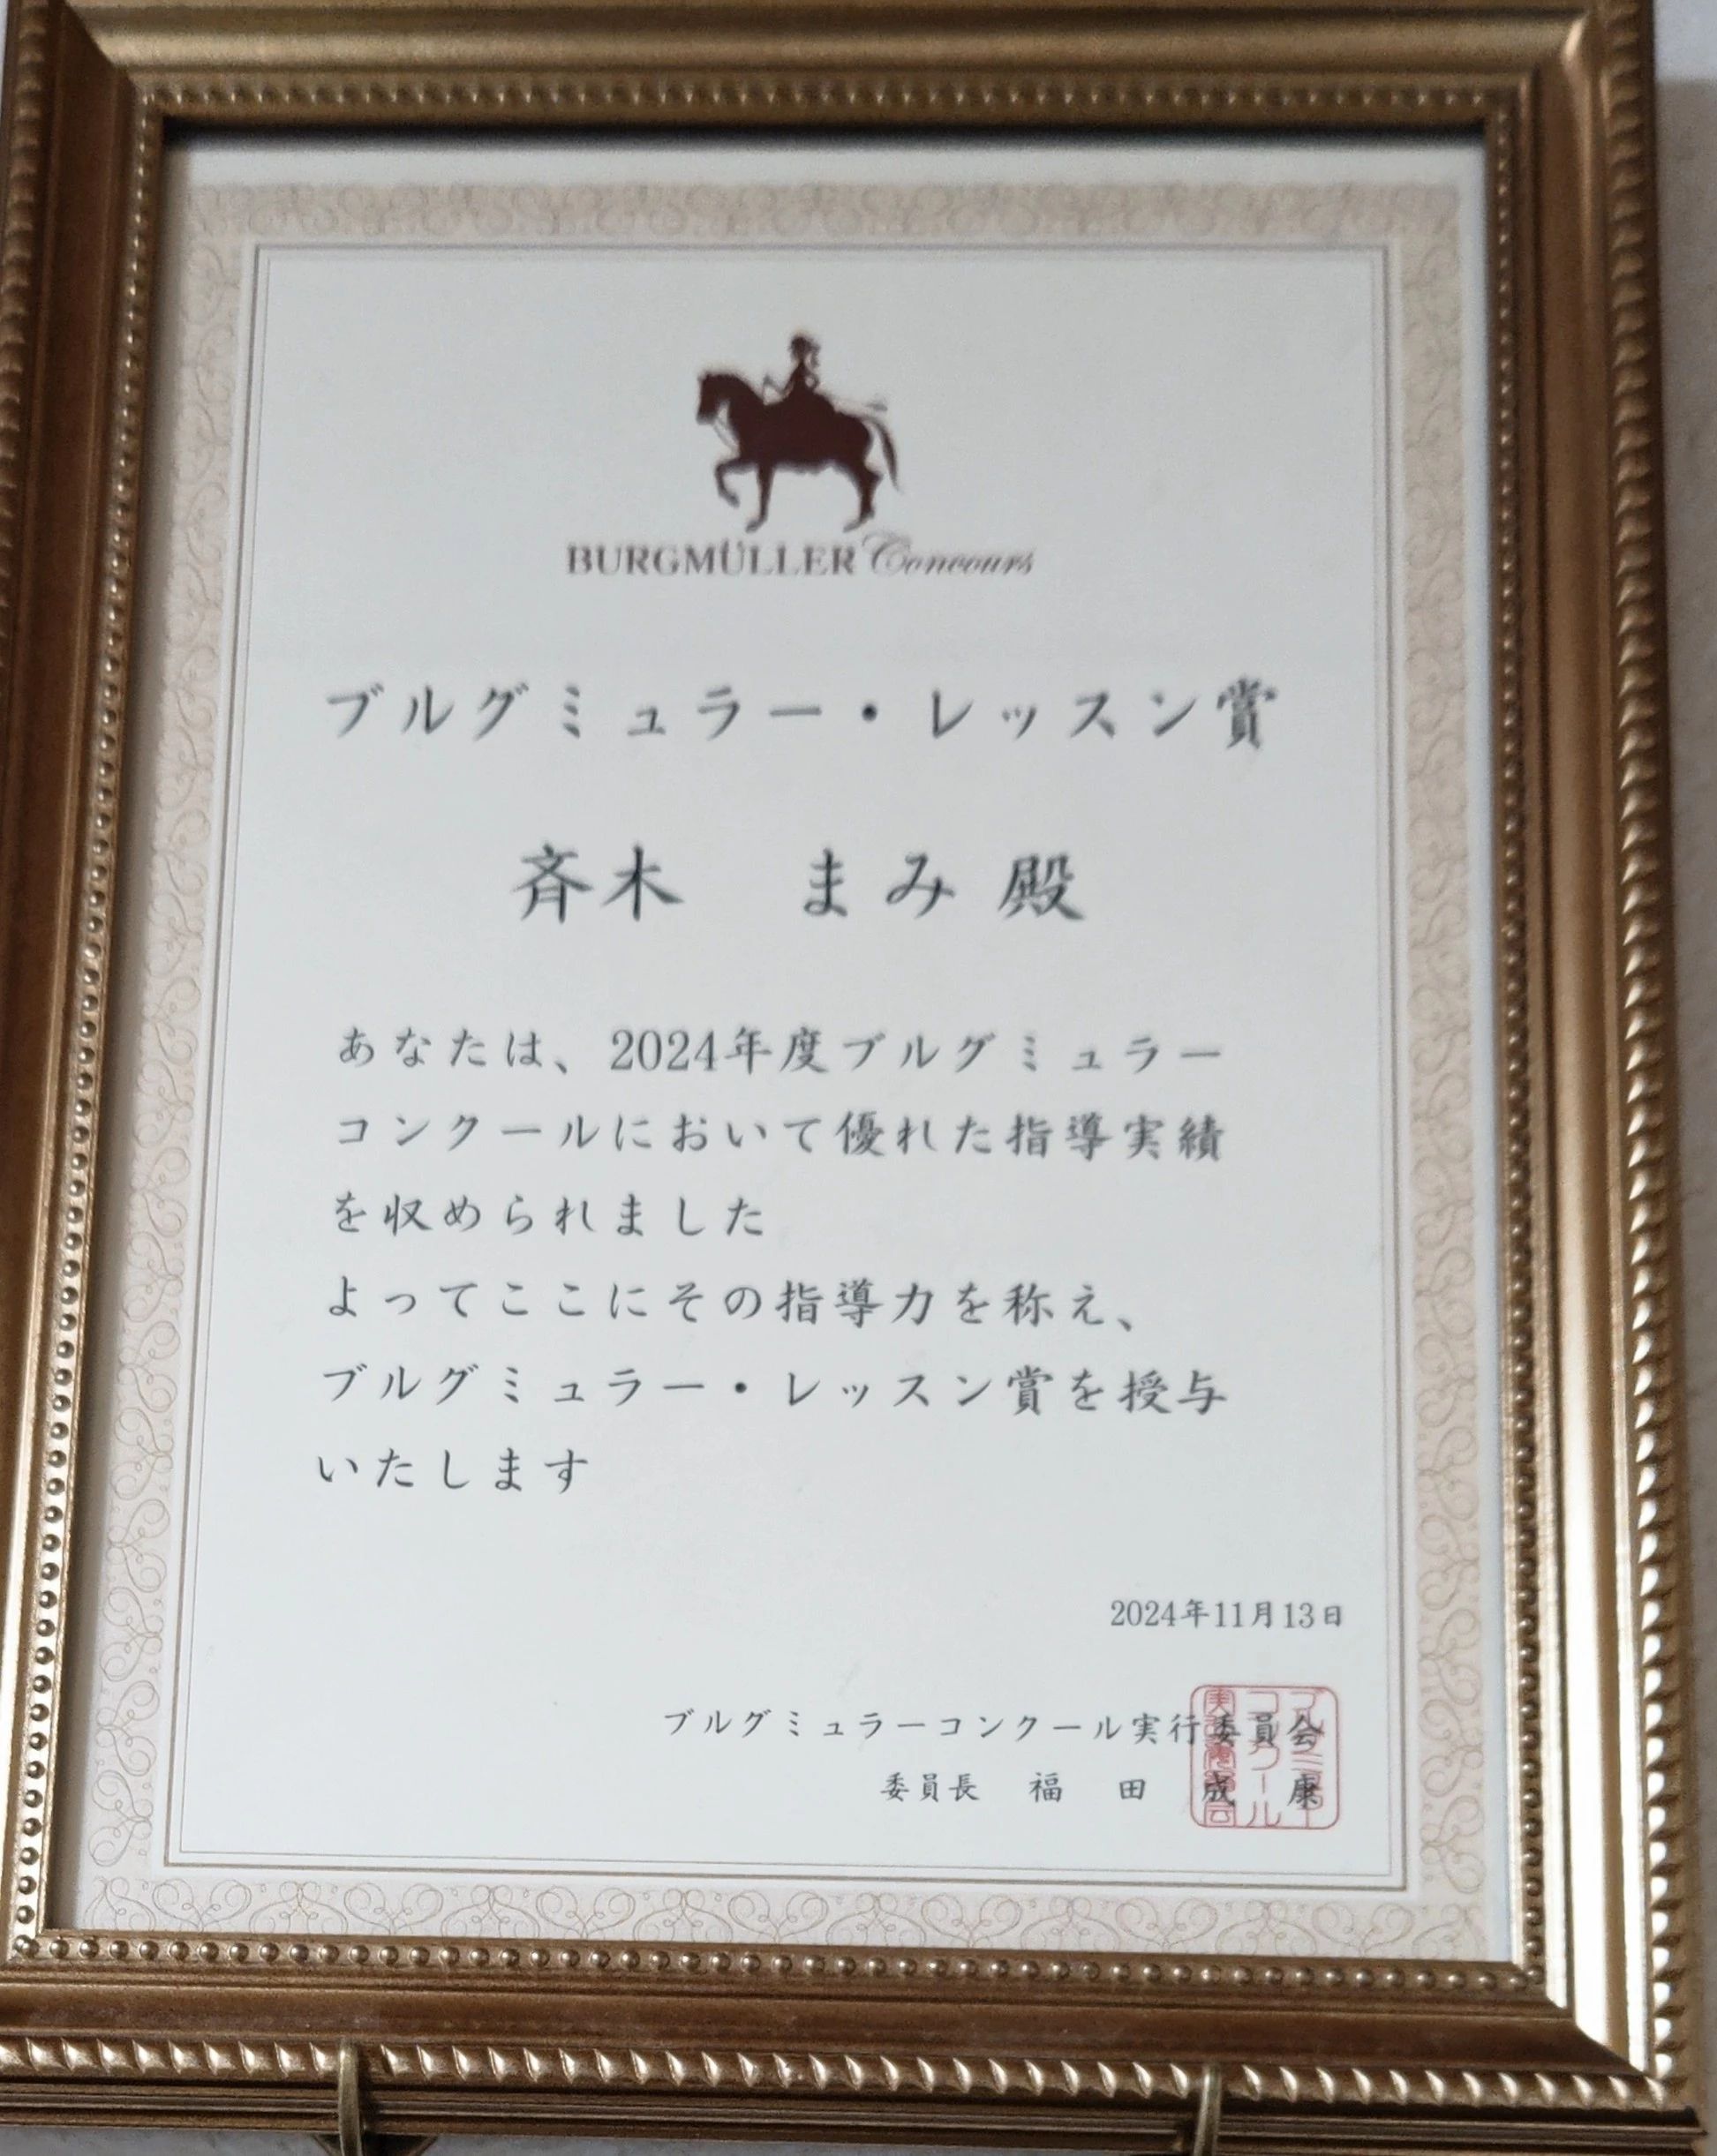 BURGMÜLLER Concours
ブルグミュラー・レッスン賞
斉木　まみ 殿
あなたは、2024年度ブルグミュラー
コンクールにおいて優れた指導実績
を収められました
よってここにその指導力を称え、
ブルグミュラー・レッスン賞を授与
いたします
2024年11月13日
ブルグミュラーコンクール実行委員会
委員長　福　田　成　康